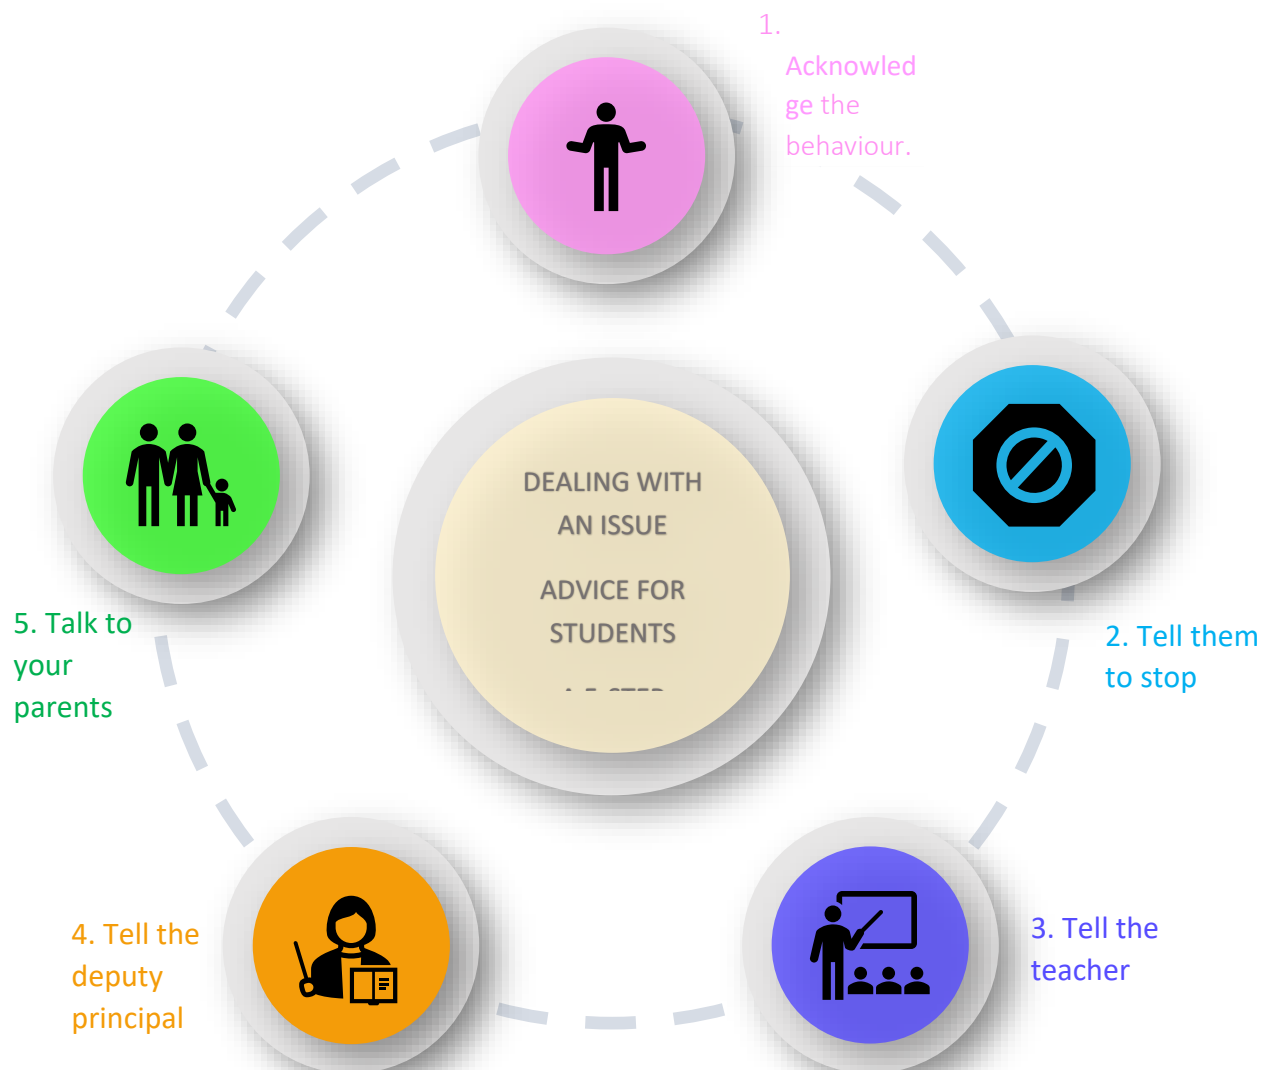 1.
Acknowled
ge the
behaviour.
DEALING WITH
AN ISSUE
ADVICE FOR
STUDENTS
2. Tell them
to stop
3. Tell the
teacher
4. Tell the
deputy
principal
5. Talk to
your
parents